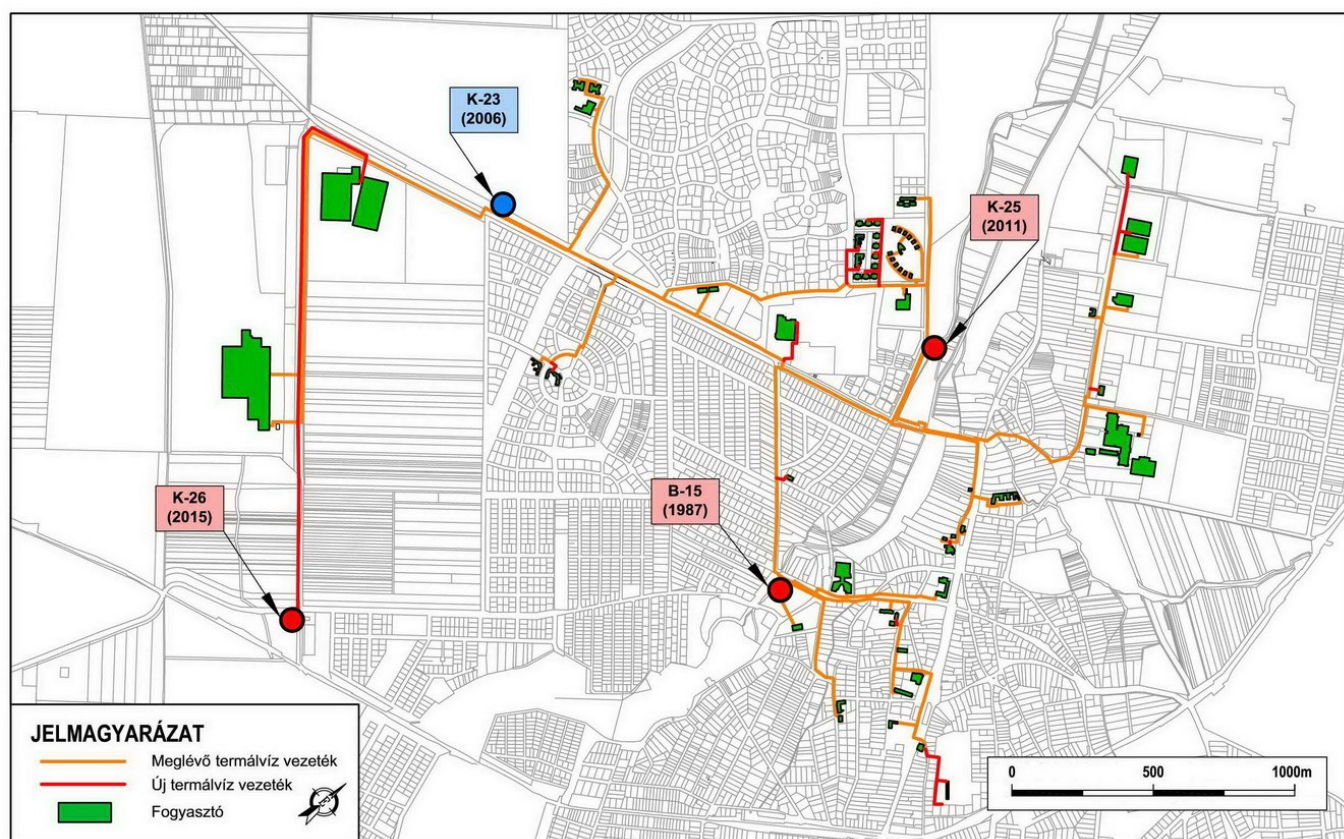 K-23
(2006)
K-25
(2011)
K-26
(2015)
B-15
(1987)
JELMAGYARÁZAT
Meglévő termálvíz vezeték
Új termálvíz vezeték
Fogyasztó
0 500 1000m